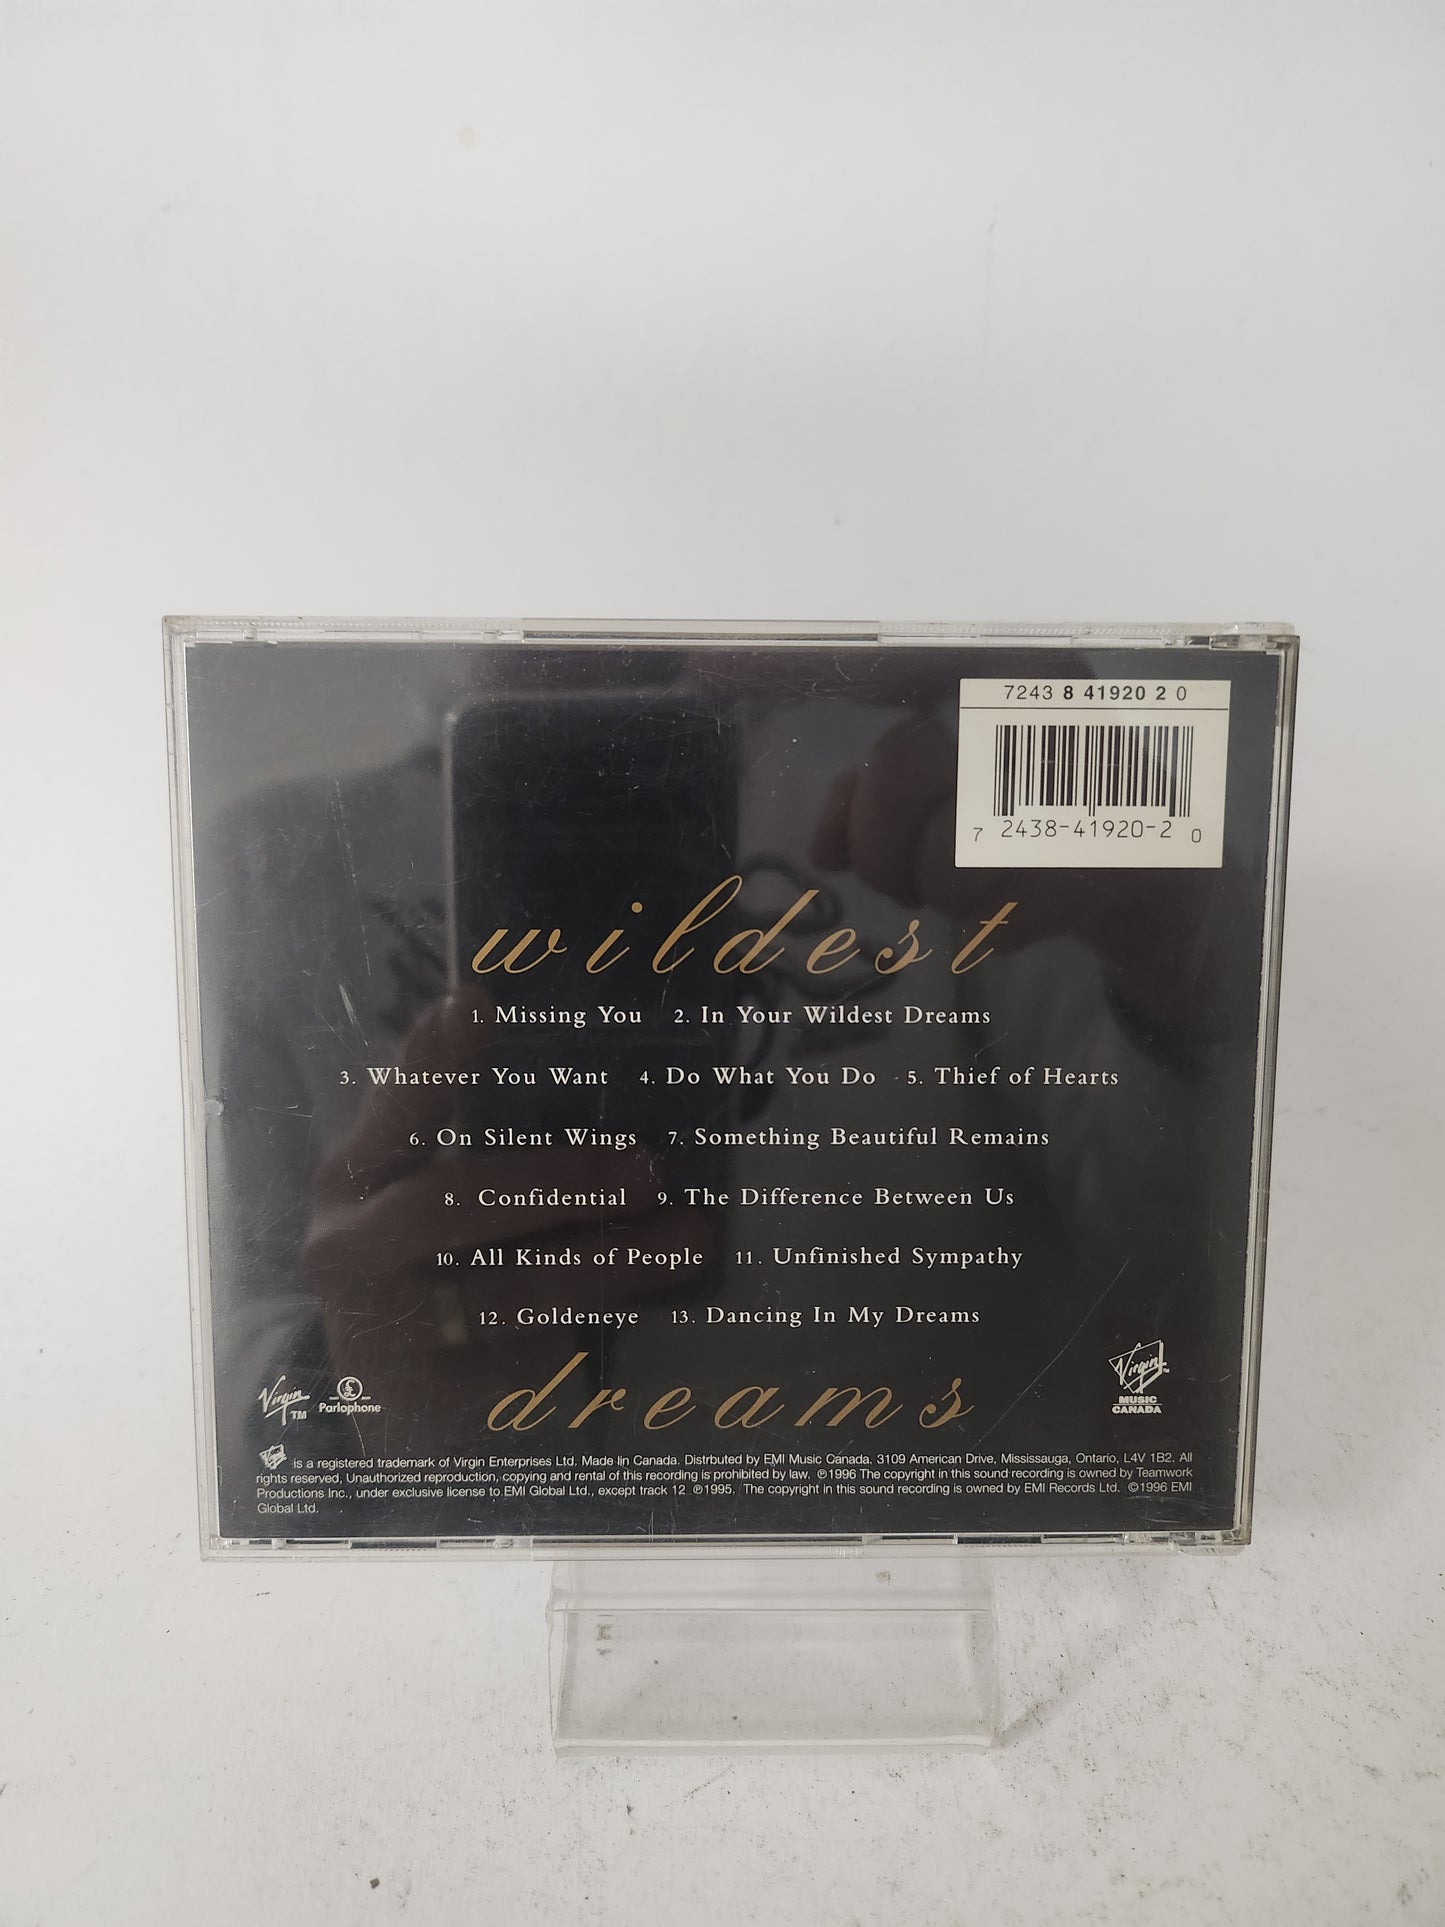 7243 8 41920 2 0
7 2438-41920-2 0
wildest
1. Missing You 2. In Your Wildest Dreams
3. Whatever You Want 4. Do What You Do 5. Thief of Hearts
6. On Silent Wings 7. Something Beautiful Remains
8. Confidential 9. The Difference Between Us
10. All Kinds of People 11. Unfinished Sympathy
12. Goldeneye 13. Dancing In My Dreams
dreams
Virgin TM
Parlophone
Virgin TM
MUSIC
CANADA
is a registered trademark of Virgin Enterprises Ltd, Made Iin Canada. Distrbuted by EMI Music Canada. 3109 American Drive, Mississauga, Ontario, L4V 1B2. All
rights reserved, Unauthorized reproduction, copying and rental of this recording is prohibited by law. ℗1996 The copyright in this sound recording is owned by Teamwork
Productions Inc., under exclusive license to EMI Global Ltd., except track 12 ℗1995. The copyright in this sound recording is owned by EMI Records Ltd. ©1996 EMI
Global Ltd.